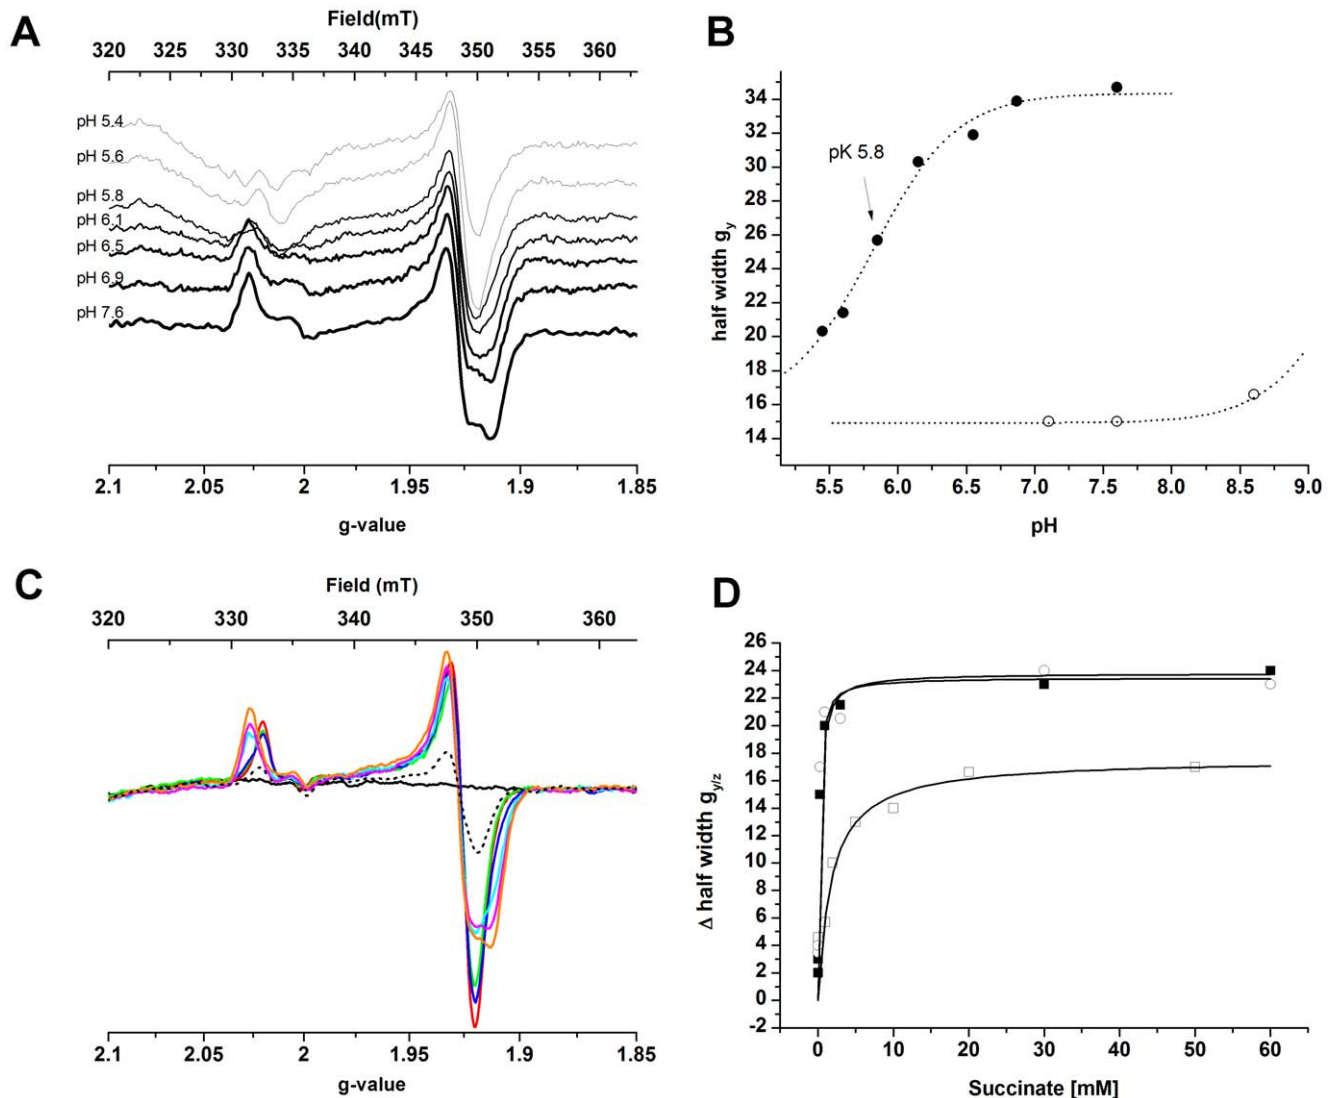 A
Field(mT)
320 325 330 335 340 345 350 355 360
pH 5.4
pH 5.6
pH 5.8
pH 6.1
pH 6.5
pH 6.9
pH 7.6
2.1 2.05 2 1.95 1.9 1.85
g-value
B
34
32
30
28
26
24
22
20
18
16
14
half width gy
pK 5.8
5.5 6.0 6.5 7.0 7.5 8.0 8.5 9.0
pH
C
Field (mT)
320 330 340 350 360
2.1 2.05 2 1.95 1.9 1.85
g-value
D
26
24
22
20
18
16
14
12
10
8
6
4
2
0
-2
Δ half width gy/z
0 10 20 30 40 50 60
Succinate [mM]